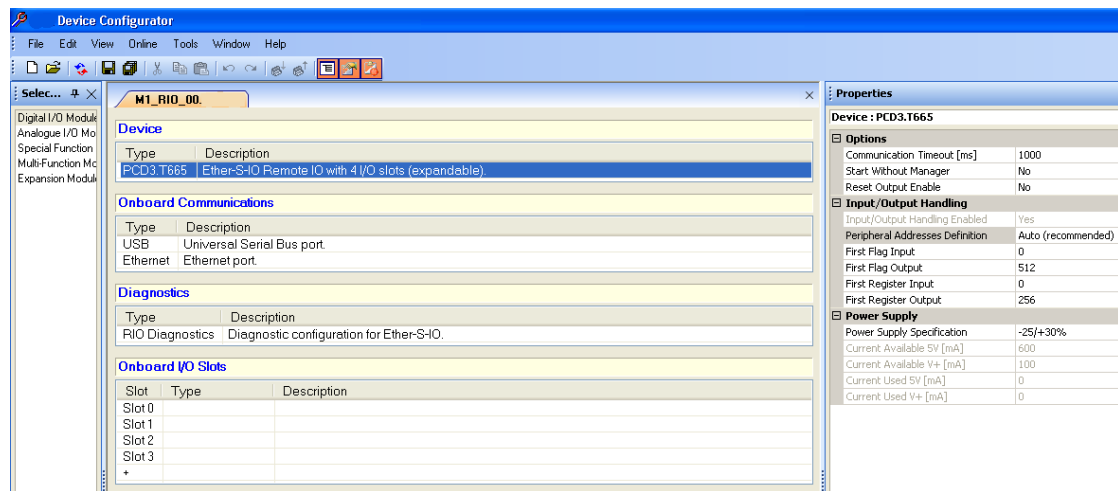 Device Configurator
File Edit View Online Tools Window Help
Selec...
Digital I/O Module
Analogue I/O Mo
Special Function
Multi-Function Mo
Expansion Module
M1_RIO_00.
Device
Type Description
PCD3.T665 Ether-S-IO Remote IO with 4 I/O slots (expandable).
Onboard Communications
Type Description
USB Universal Serial Bus port.
Ethernet Ethernet port.
Diagnostics
Type Description
RIO Diagnostics Diagnostic configuration for Ether-S-IO.
Onboard I/O Slots
Slot Type Description
Slot 0
Slot 1
Slot 2
Slot 3
+
Properties
Device : PCD3.T665
Options
Communication Timeout [ms] 1000
Start Without Manager No
Reset Output Enable No
Input/Output Handling
Input/Output Handling Enabled Yes
Peripheral Addresses Definition Auto (recommended)
First Flag Input 0
First Flag Output 512
First Register Input 0
First Register Output 256
Power Supply
Power Supply Specification -25/+30%
Current Available 5V [mA] 600
Current Available V+ [mA] 100
Current Used 5V [mA] 0
Current Used V+ [mA] 0